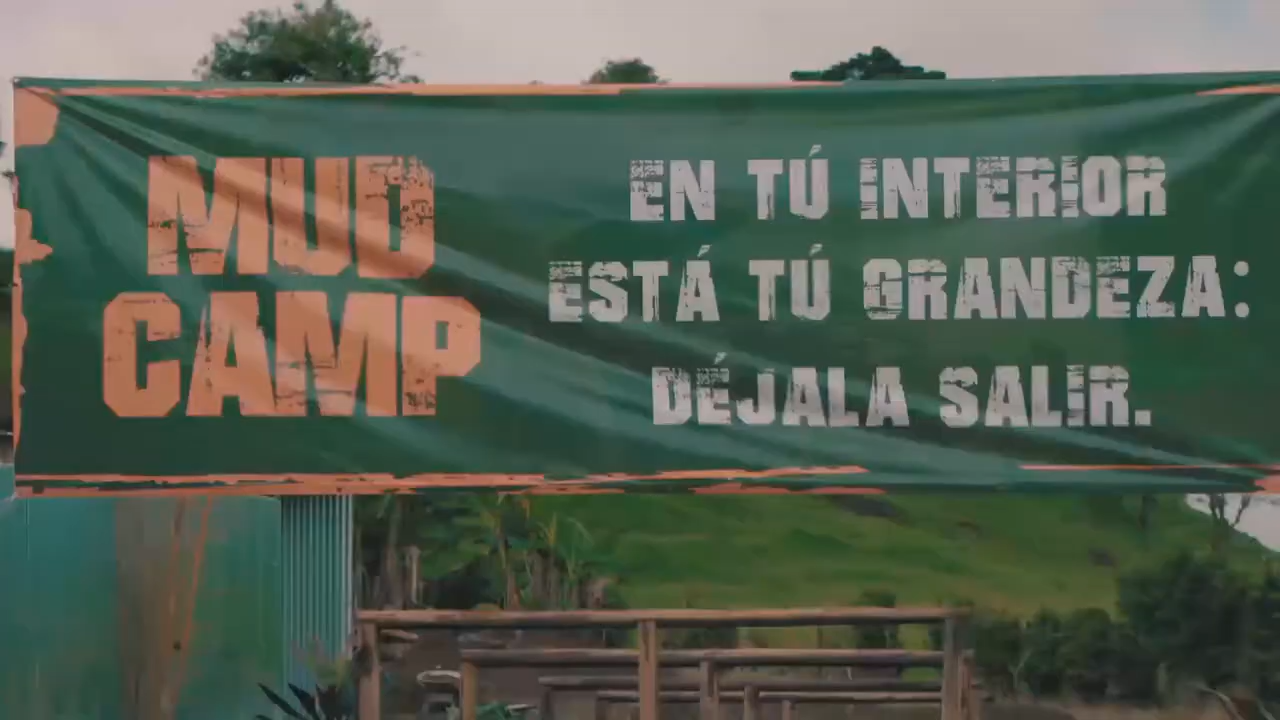 MUD
CAMP
EN TÚ INTERIOR
ESTÁ TÚ GRANDEZA:
DÉJALA SALIR.